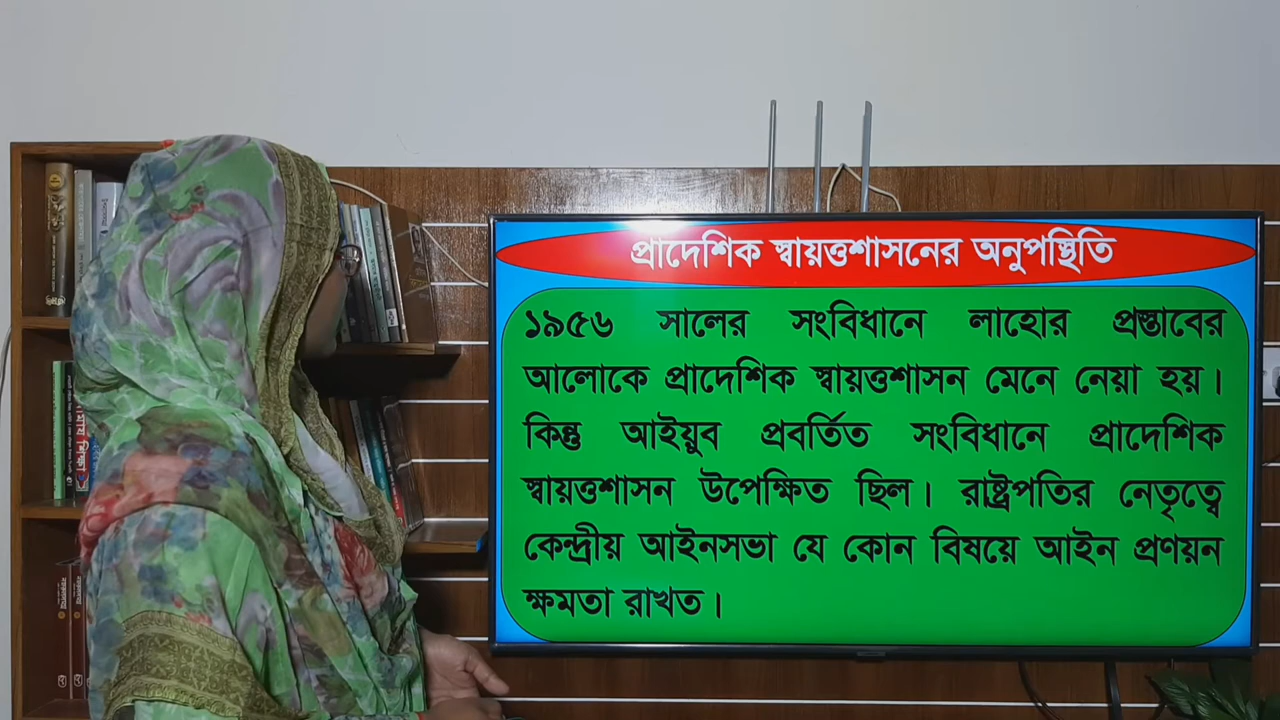 প্রাদেশিক স্বায়ত্তশাসনের অনুপস্থিতি
১৯৫৬ সালের সংবিধানে লাহোর প্রস্তাবের
আলোকে প্রাদেশিক স্বায়ত্তশাসন মেনে নেয়া হয়।
কিন্তু আইয়ুব প্রবর্তিত সংবিধানে প্রাদেশিক
স্বায়ত্তশাসন উপেক্ষিত ছিল। রাষ্ট্রপতির নেতৃত্বে
কেন্দ্রীয় আইনসভা যে কোন বিষয়ে আইন প্রণয়ন
ক্ষমতা রাখত।